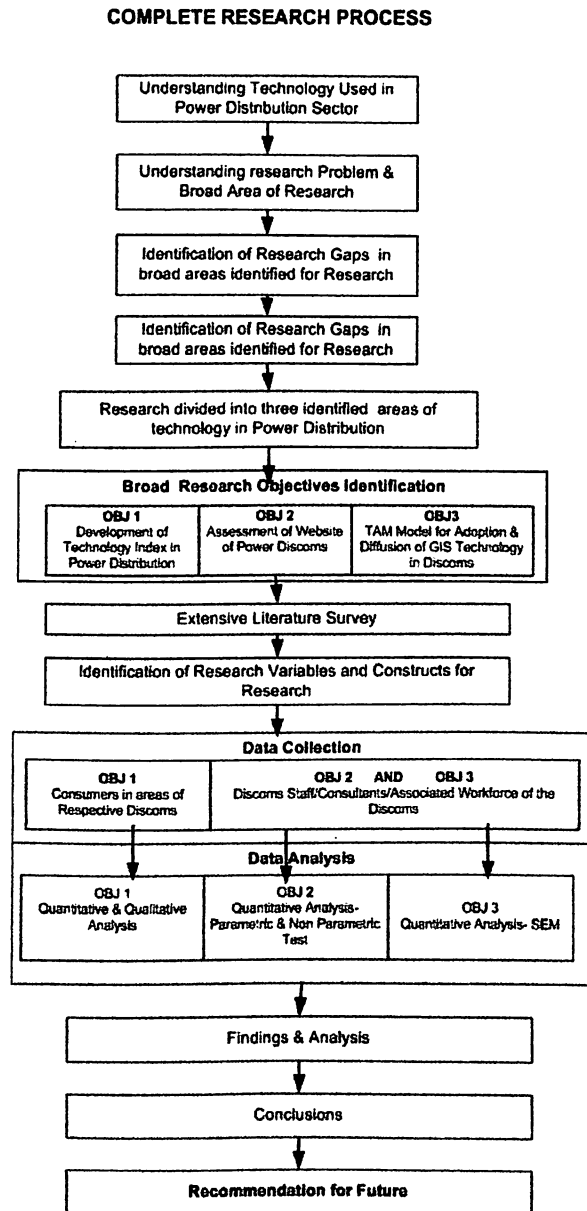 COMPLETE RESEARCH PROCESS
Understanding Technology Used in
Power Distribution Sector
Understanding research Problem &
Broad Area of Research
Identification of Research Gaps in
broad areas identified for Research
Identification of Research Gaps in
broad areas identified for Research
Research divided into three identified areas of
technology in Power Distribution
Broad Research Objectives Identification
OBJ 1
Development of
Technology Index in
Power Distribution
OBJ 2
Assessment of Website
of Power Discoms
OBJ3
TAM Model for Adoption &
Diffusion of GIS Technology
in Discoms
Extensive Literature Survey
Identification of Research Variables and Constructs for
Research
Data Collection
OBJ 1
Consumers in areas of
Respective Discoms
OBJ 2 AND OBJ 3
Discoms Staff/Consultants/Associated Workforce of the
Discoms
Data Analysis
OBJ 1
Quantitative & Qualitative
Analysis
OBJ 2
Quantitative Analysis-
Parametric & Non Parametric
Test
OBJ 3
Quantitative Analysis- SEM
Findings & Analysis
Conclusions
Recommendation for Future